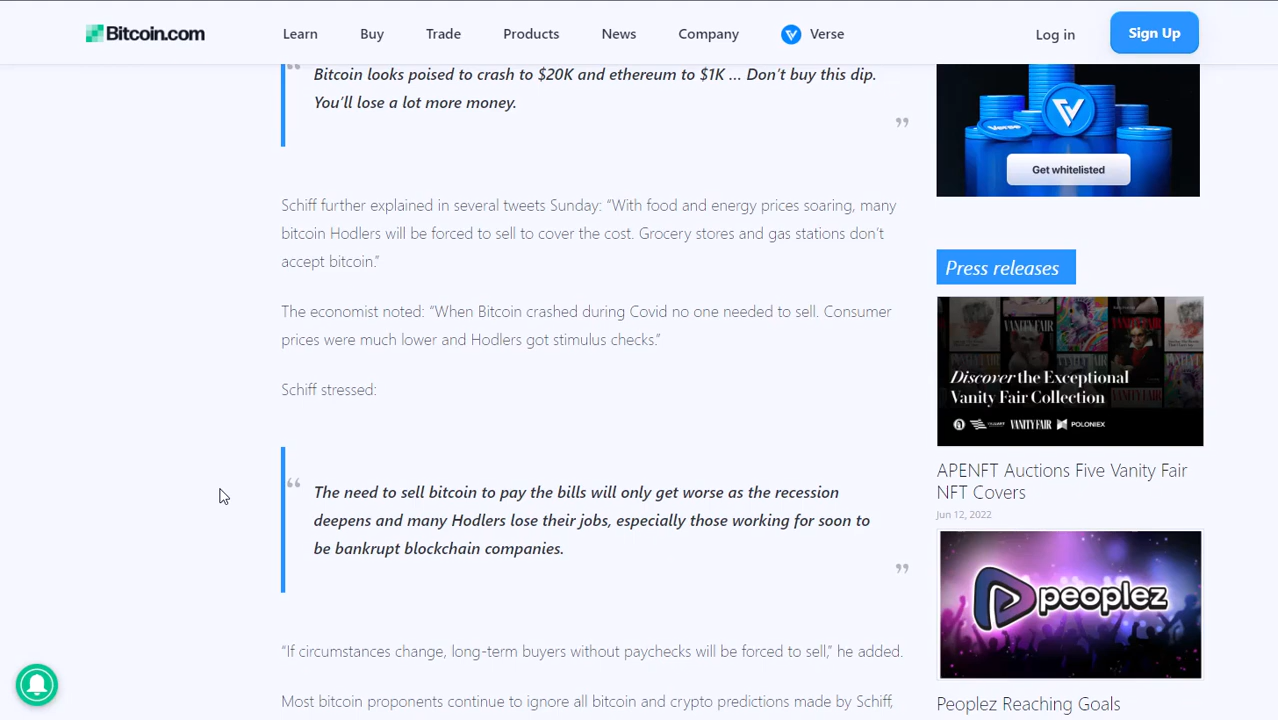 Bitcoin.com
Learn
Buy
Trade
Products
News
Company
Verse
Log in
Sign Up
“
Bitcoin looks poised to crash to $20K and ethereum to $1K … Don’t buy this dip.
You’ll lose a lot more money.
”
Schiff further explained in several tweets Sunday: “With food and energy prices soaring, many
bitcoin Hodlers will be forced to sell to cover the cost. Grocery stores and gas stations don’t
accept bitcoin.”
The economist noted: “When Bitcoin crashed during Covid no one needed to sell. Consumer
prices were much lower and Hodlers got stimulus checks.”
Schiff stressed:
“
The need to sell bitcoin to pay the bills will only get worse as the recession
deepens and many Hodlers lose their jobs, especially those working for soon to
be bankrupt blockchain companies.
”
“If circumstances change, long-term buyers without paychecks will be forced to sell,” he added.
Most bitcoin proponents continue to ignore all bitcoin and crypto predictions made by Schiff,
Verse
Get whitelisted
Press releases
VANITY FAIR
Discover the Exceptional
Vanity Fair Collection
VANITY FAIR
POLONIEX
APENFT Auctions Five Vanity Fair
NFT Covers
Jun 12, 2022
peoplez
Peoplez Reaching Goals